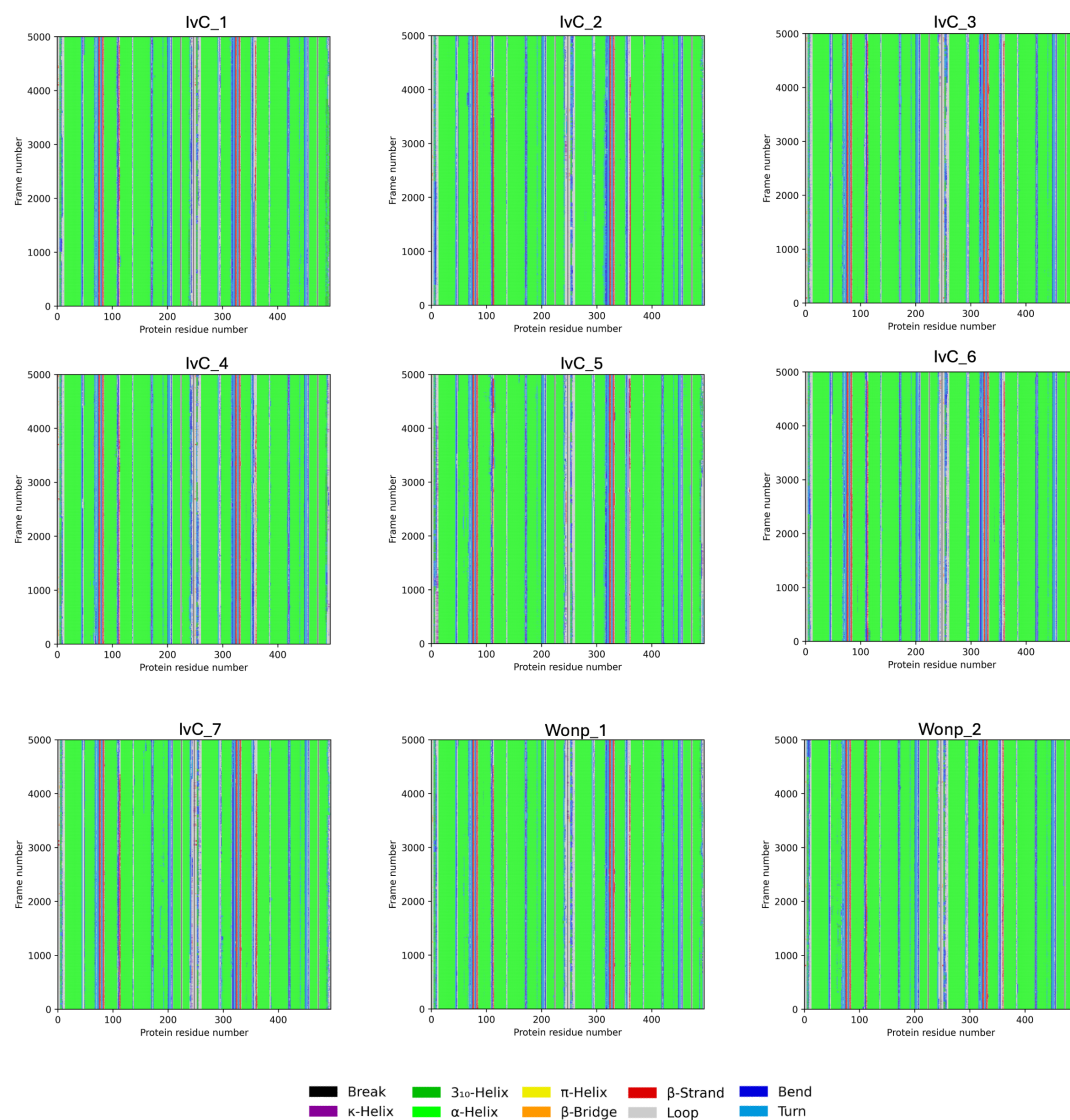 IvC_1 IvC_2 IvC_3
5000 5000 5000
4000 4000 4000
3000 3000 3000
2000 2000 2000
1000 1000 1000
0 0 0
Frame number Frame number Frame number
0 100 200 300 400 0 100 200 300 400 0 100 200 300 400
Protein residue number Protein residue number Protein residue number
IvC_4 IvC_5 IvC_6
5000 5000 5000
4000 4000 4000
3000 3000 3000
2000 2000 2000
1000 1000 1000
0 0 0
Frame number Frame number Frame number
0 100 200 300 400 0 100 200 300 400 0 100 200 300 400
Protein residue number Protein residue number Protein residue number
IvC_7 Wonp_1 Wonp_2
5000 5000 5000
4000 4000 4000
3000 3000 3000
2000 2000 2000
1000 1000 1000
0 0 0
Frame number Frame number Frame number
0 100 200 300 400 0 100 200 300 400 0 100 200 300 400
Protein residue number Protein residue number Protein residue number
Break 3₁₀-Helix π-Helix β-Strand Bend
κ-Helix α-Helix β-Bridge Loop Turn